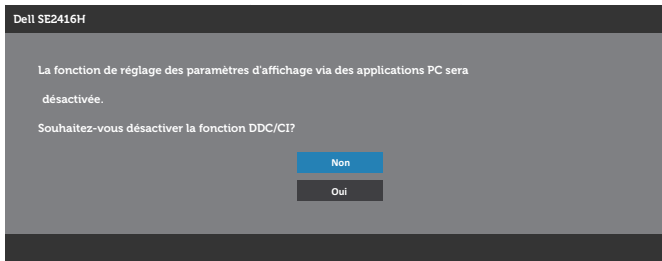 Dell SE2416H
La fonction de réglage des paramètres d'affichage via des applications PC sera
désactivée.
Souhaitez-vous désactiver la fonction DDC/CI?
Non
Oui